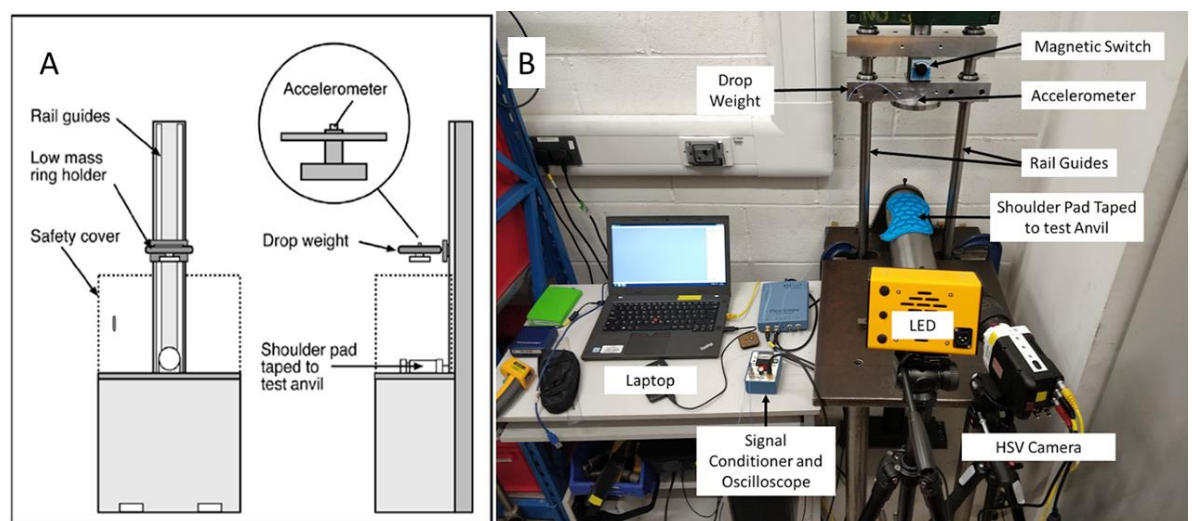 A
Accelerometer
Rail guides
Low mass
ring holder
Safety cover
Drop weight
Shoulder pad
taped to
test anvil
B
Magnetic Switch
Drop
Weight
Accelerometer
Rail Guides
Shoulder Pad Taped
to test Anvil
LED
Laptop
Signal
Conditioner and
Oscilloscope
HSV Camera